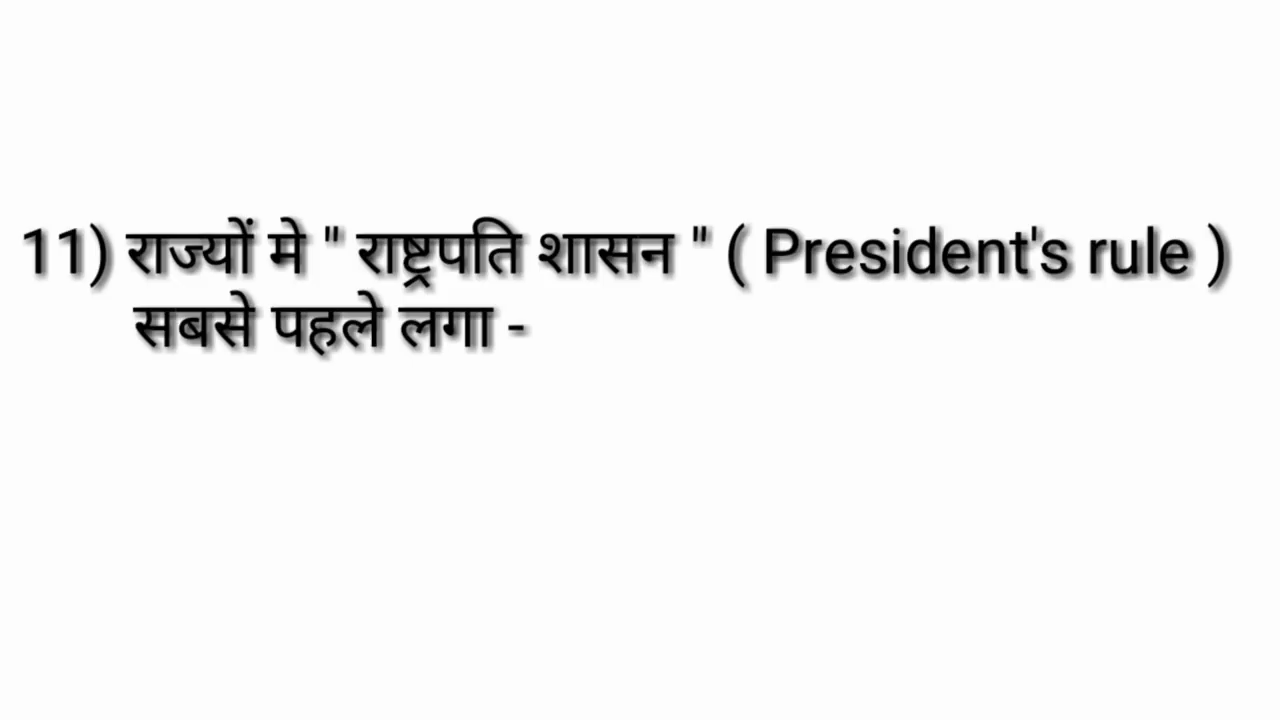 11) राज्यों मे " राष्ट्रपति शासन " ( President's rule )
सबसे पहले लगा -